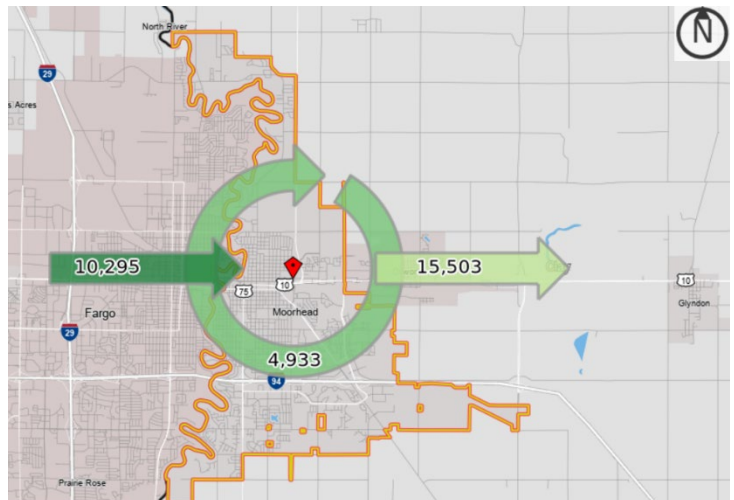 North River
N
29
s Acres
10,295
15,503
75
10
10
Glyndon
Fargo
Moorhead
29
4,933
94
Prairie Rose